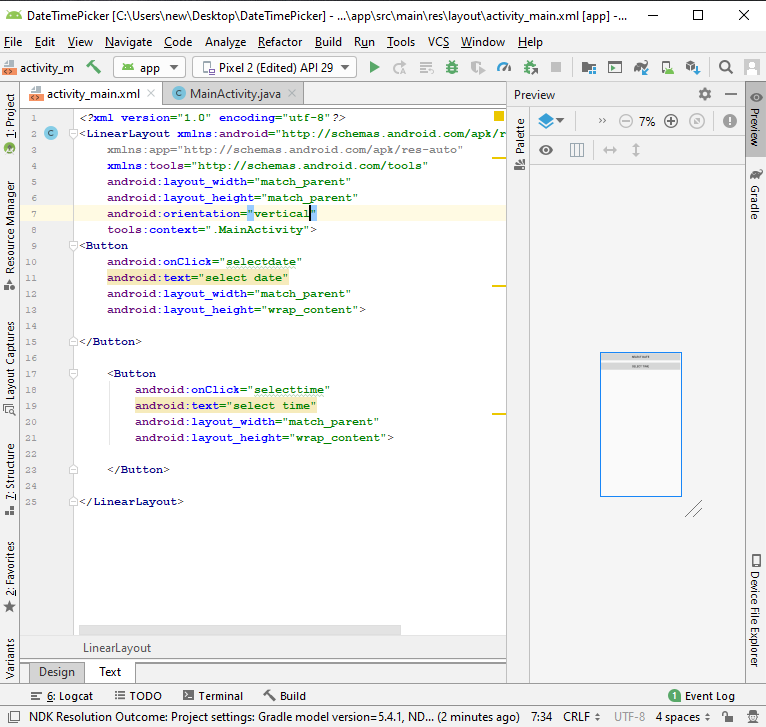 DateTimePicker [C:\Users\new\Desktop\DateTimePicker] - ...\app\src\main\res\layout\activity_main.xml [app] -...
File Edit View Navigate Code Analyze Refactor Build Run Tools VCS Window Help
activity_m app Pixel 2 (Edited) API 29
activity_main.xml MainActivity.java Preview
1 <?xml version="1.0" encoding="utf-8"?>
2 <LinearLayout xmlns:android="http://schemas.android.com/apk/r
3 xmlns:app="http://schemas.android.com/apk/res-auto"
4 xmlns:tools="http://schemas.android.com/tools"
5 android:layout_width="match_parent"
6 android:layout_height="match_parent"
7 android:orientation="vertical"
8 tools:context=".MainActivity">
9 <Button
10 android:onClick="selectdate"
11 android:text="select date"
12 android:layout_width="match_parent"
13 android:layout_height="wrap_content">
14
15 </Button>
16
17 <Button
18 android:onClick="selecttime"
19 android:text="select time"
20 android:layout_width="match_parent"
21 android:layout_height="wrap_content">
22
23 </Button>
24
25 </LinearLayout>
LinearLayout
Design Text
1: Project
Resource Manager
Layout Captures
7: Structure
2: Favorites
Variants
Palette
7%
Preview
Gradle
Device File Explorer
6: Logcat TODO Terminal Build 1 Event Log
NDK Resolution Outcome: Project settings: Gradle model version=5.4.1, ND... (2 minutes ago) 7:34 CRLF UTF-8 4 spaces